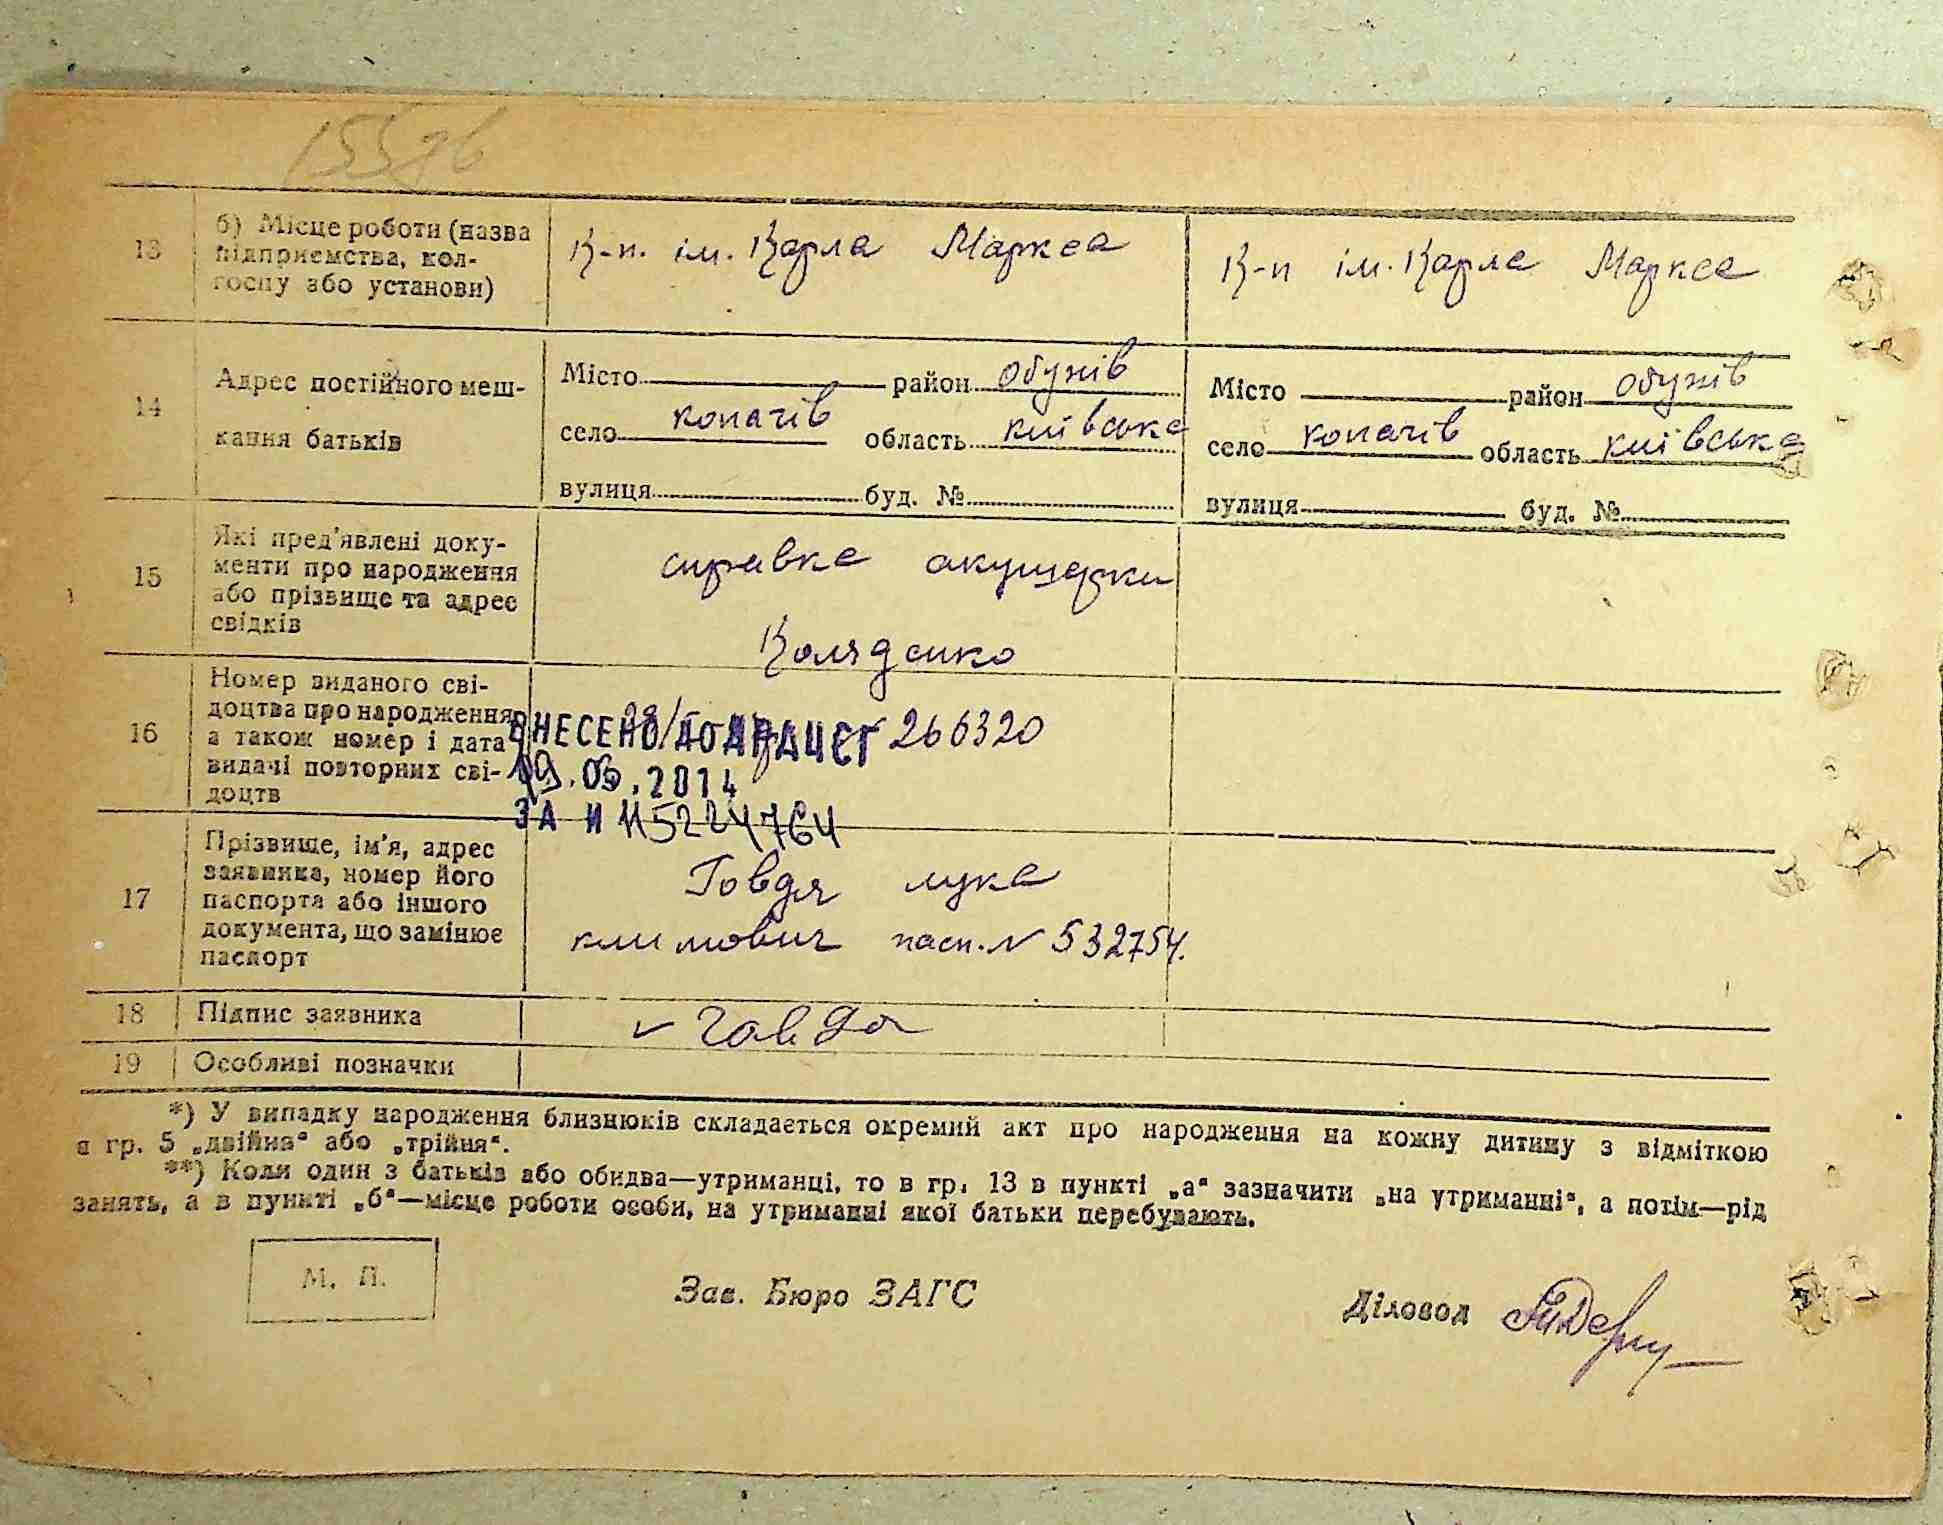 13
б) Місце роботи (назва
підприємства, кол-
госпу або установи)
К-п. ім. Карла Маркса
К-п ім. Карла Маркса
14
Адрес постійного меш-
кання батьків
Місто район Обухів
село Копачів область Київська
вулиця буд. №
Місто район Обухів
село Копачів область Київська
вулиця буд. №
15
Які пред'явлені доку-
менти про народження
або прізвище та адрес
свідків
справка акушерки
Коляденко
16
Номер виданого сві-
доцтва про народження
а також номер і дата
видачі повторних сві-
доцтв
266320
ВНЕСЕНО ДО ДРАЦСГ
19.05.2014
ЗА N 115224764
17
Прізвище, ім'я, адрес
заявника, номер його
паспорта або іншого
документа, що замінює
паспорт
Говдя Лука
Климович пасп. N 532754.
18
Підпис заявника
Говдя
19
Особливі позначки
*) У випадку народження близнюків складається окремий акт про народження на кожну дитину з відміткою
в гр. 5 „двійна“ або „трійня“.
**) Коли один з батьків або обидва—утриманці, то в гр. 13 в пункті „а“ зазначити „на утриманні“, а потім—рід
занять, а в пункті „б“—місце роботи особи, на утриманні якої батьки перебувають.
М. П.
Зав. Бюро ЗАГС
Діловод